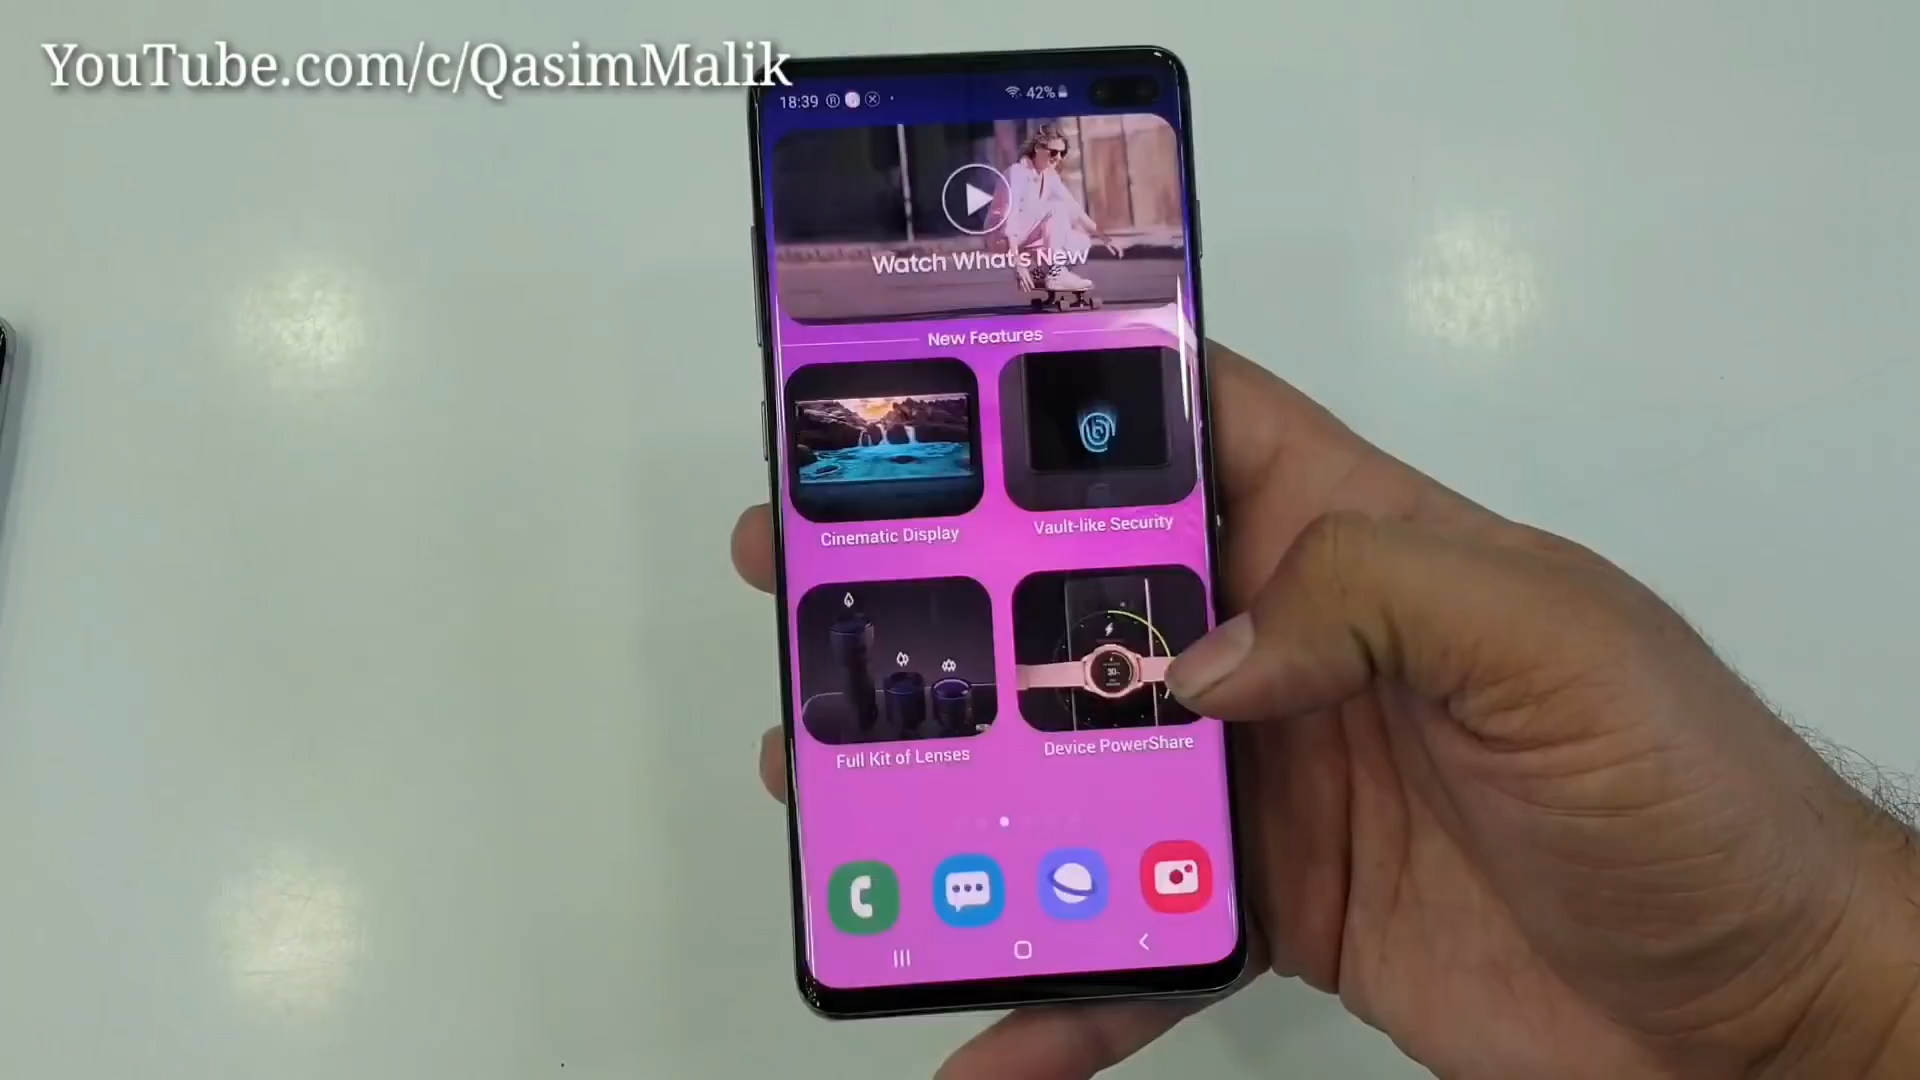 YouTube.com/c/QasimMalik
18:39
42%
Watch What's New
New Features
Cinematic Display
Vault-like Security
Full Kit of Lenses
Device PowerShare